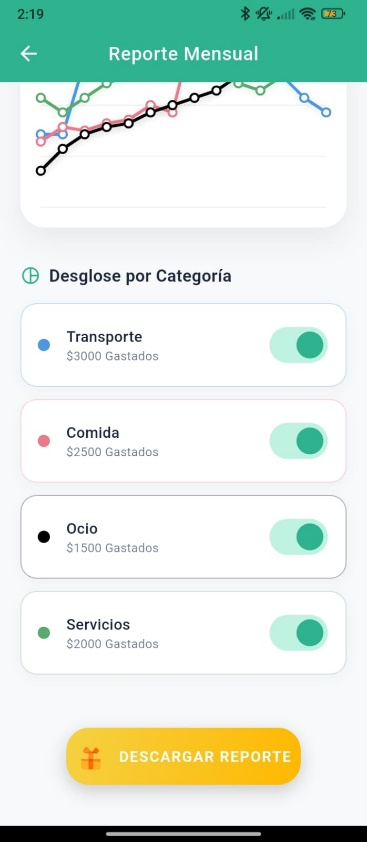 2:19
73
Reporte Mensual
Desglose por Categoría
Transporte
$3000 Gastados
Comida
$2500 Gastados
Ocio
$1500 Gastados
Servicios
$2000 Gastados
DESCARGAR REPORTE